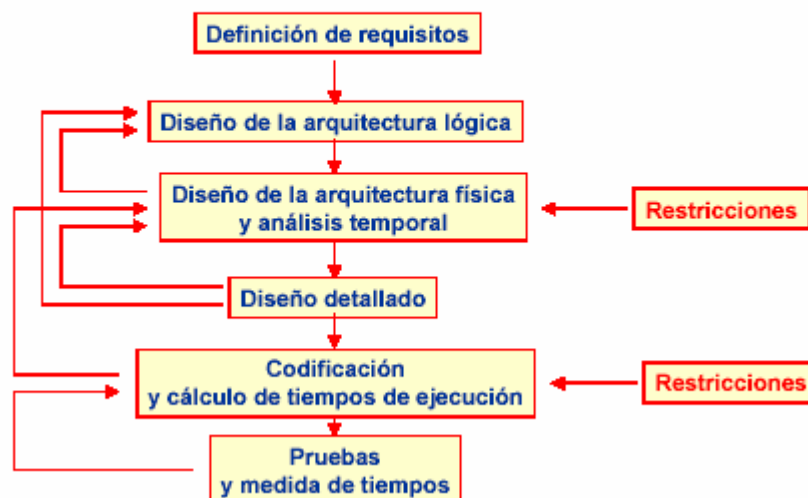 Definición de requisitos
Diseño de la arquitectura lógica
Diseño de la arquitectura física
y análisis temporal
Restricciones
Diseño detallado
Codificación
y cálculo de tiempos de ejecución
Restricciones
Pruebas
y medida de tiempos